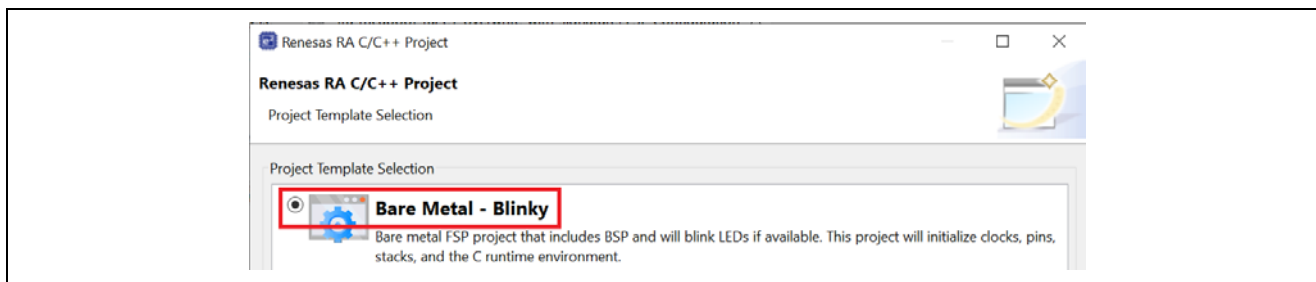 Renesas RA C/C++ Project
Renesas RA C/C++ Project
Project Template Selection
Project Template Selection
Bare Metal - Blinky
Bare metal FSP project that includes BSP and will blink LEDs if available. This project will initialize clocks, pins,
stacks, and the C runtime environment.